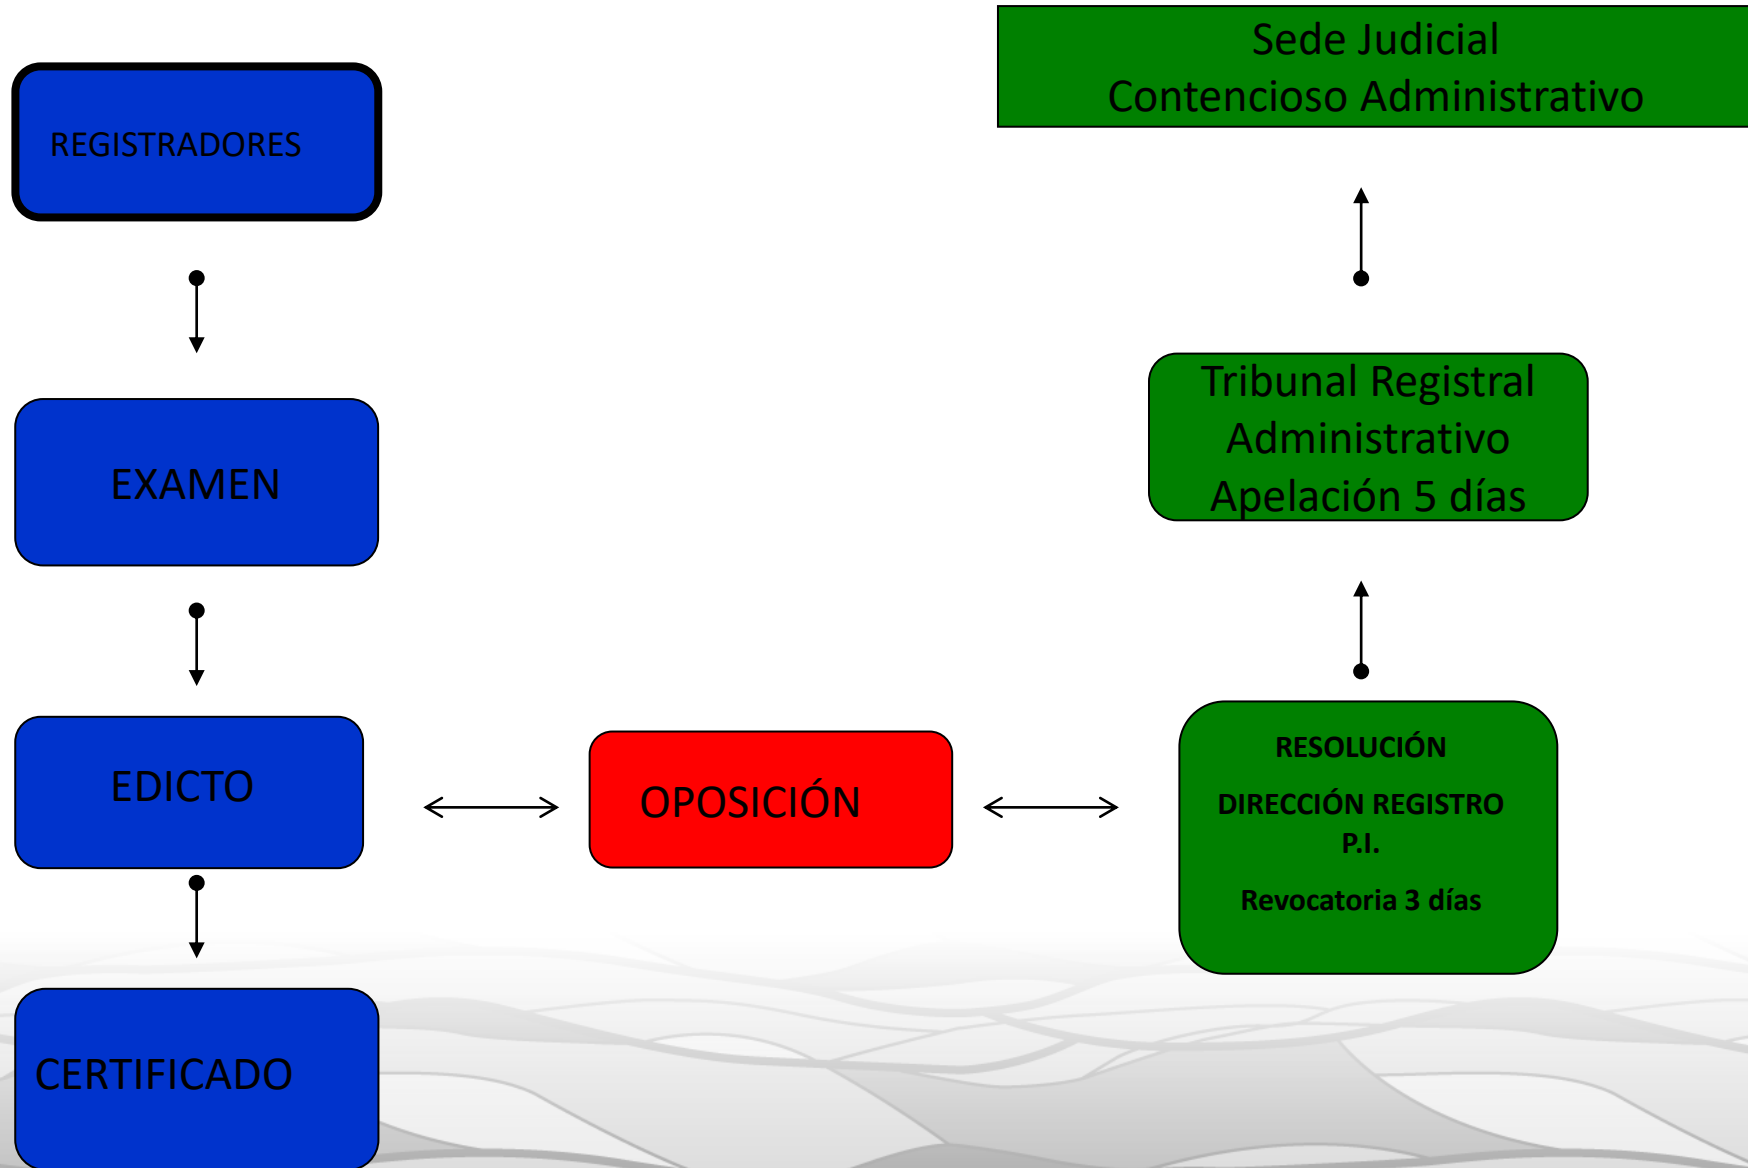 Sede Judicial
Contencioso Administrativo
REGISTRADORES
Tribunal Registral
Administrativo
Apelación 5 días
EXAMEN
RESOLUCIÓN
DIRECCIÓN REGISTRO
P.I.
Revocatoria 3 días
EDICTO
OPOSICIÓN
CERTIFICADO